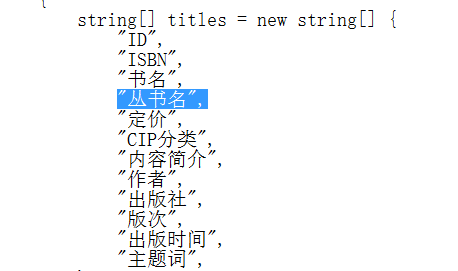 {
string[] titles = new string[] {
"ID",
"ISBN",
"书名",
"丛书名",
"定价",
"CIP分类",
"内容简介",
"作者",
"出版社",
"版次",
"出版时间",
"主题词",